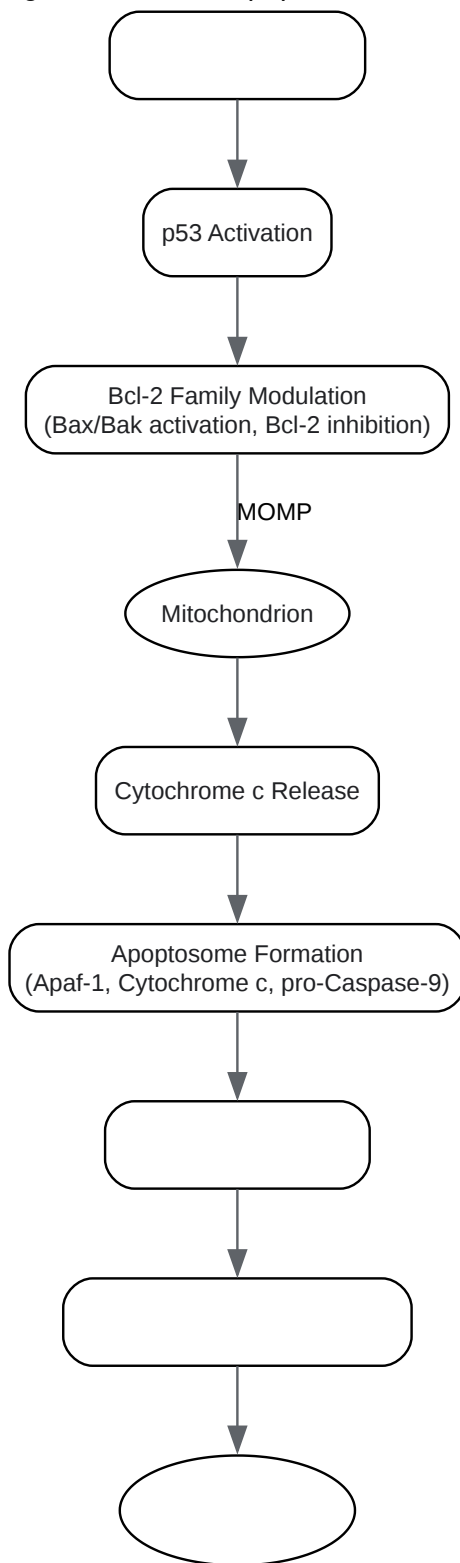 p53 Activation
Bcl-2 Family Modulation
(Bax/Bak activation, Bcl-2 inhibition)
MOMP
Mitochondrion
Cytochrome c Release
Apoptosome Formation
(Apaf-1, Cytochrome c, pro-Caspase-9)